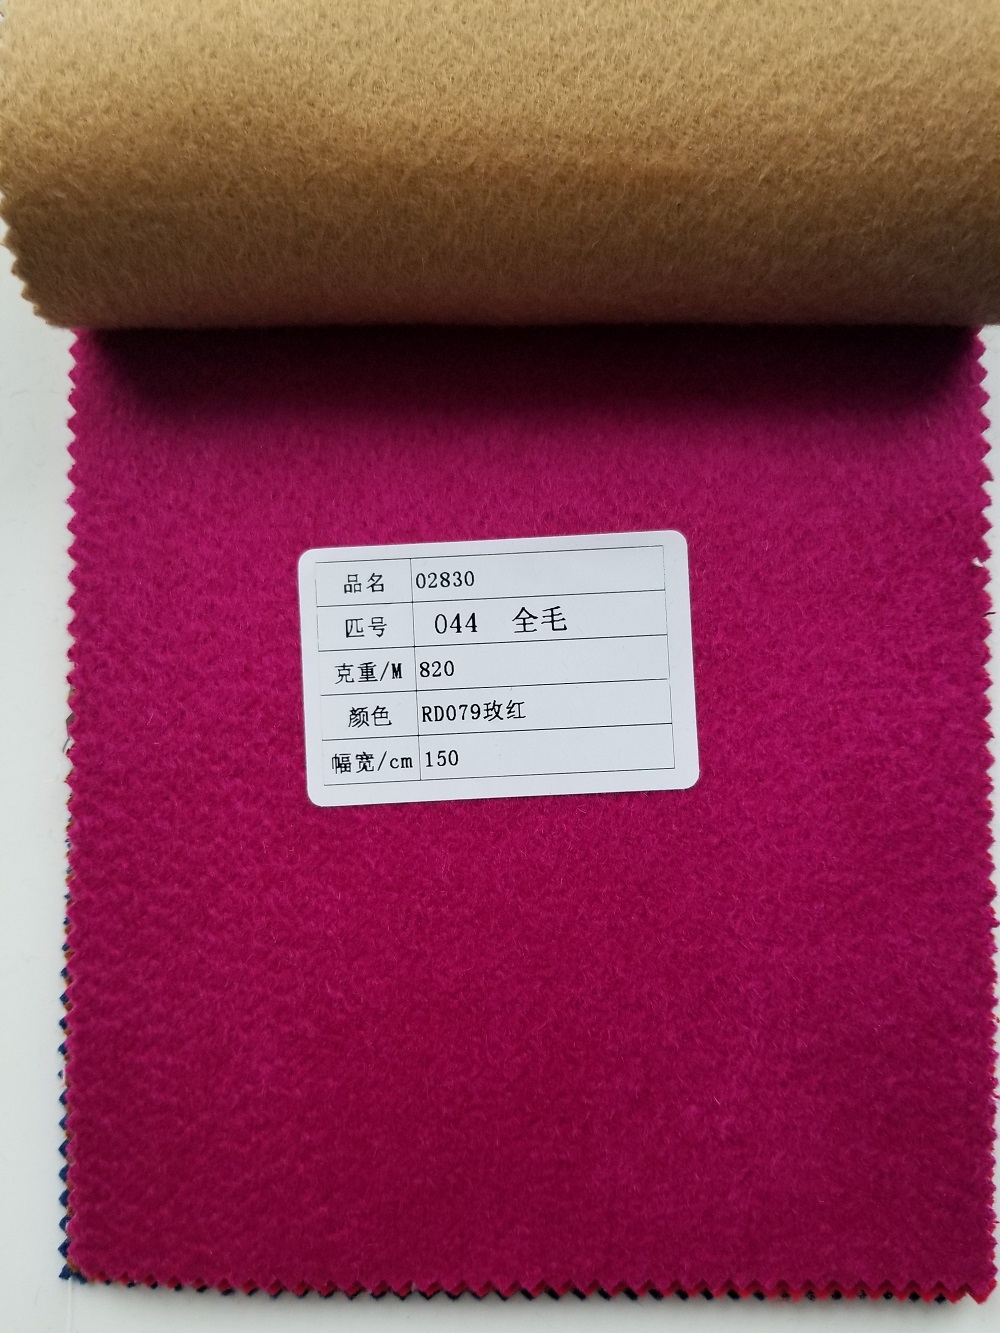 品名 02830
匹号 044 全毛
克重/M 820
颜色 RD079玫红
幅宽/cm 150